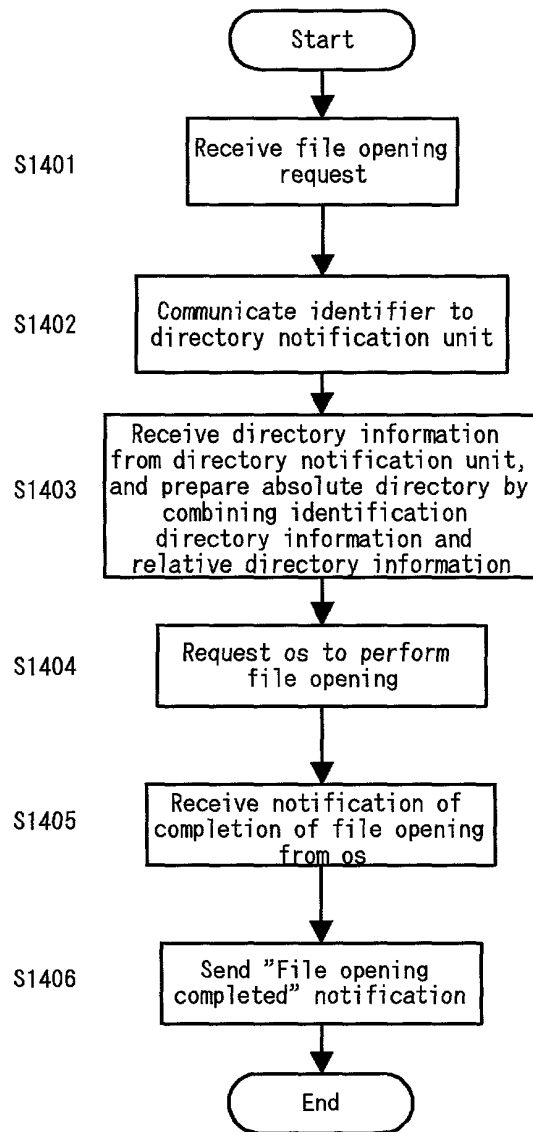 Start
S1401
Receive file opening
request
S1402
Communicate identifier to
directory notification unit
S1403
Receive directory information
from directory notification unit,
and prepare absolute directory by
combining identification
directory information and
relative directory information
S1404
Request os to perform
file opening
S1405
Receive notification of
completion of file opening
from os
S1406
Send ”File opening
completed” notification
End